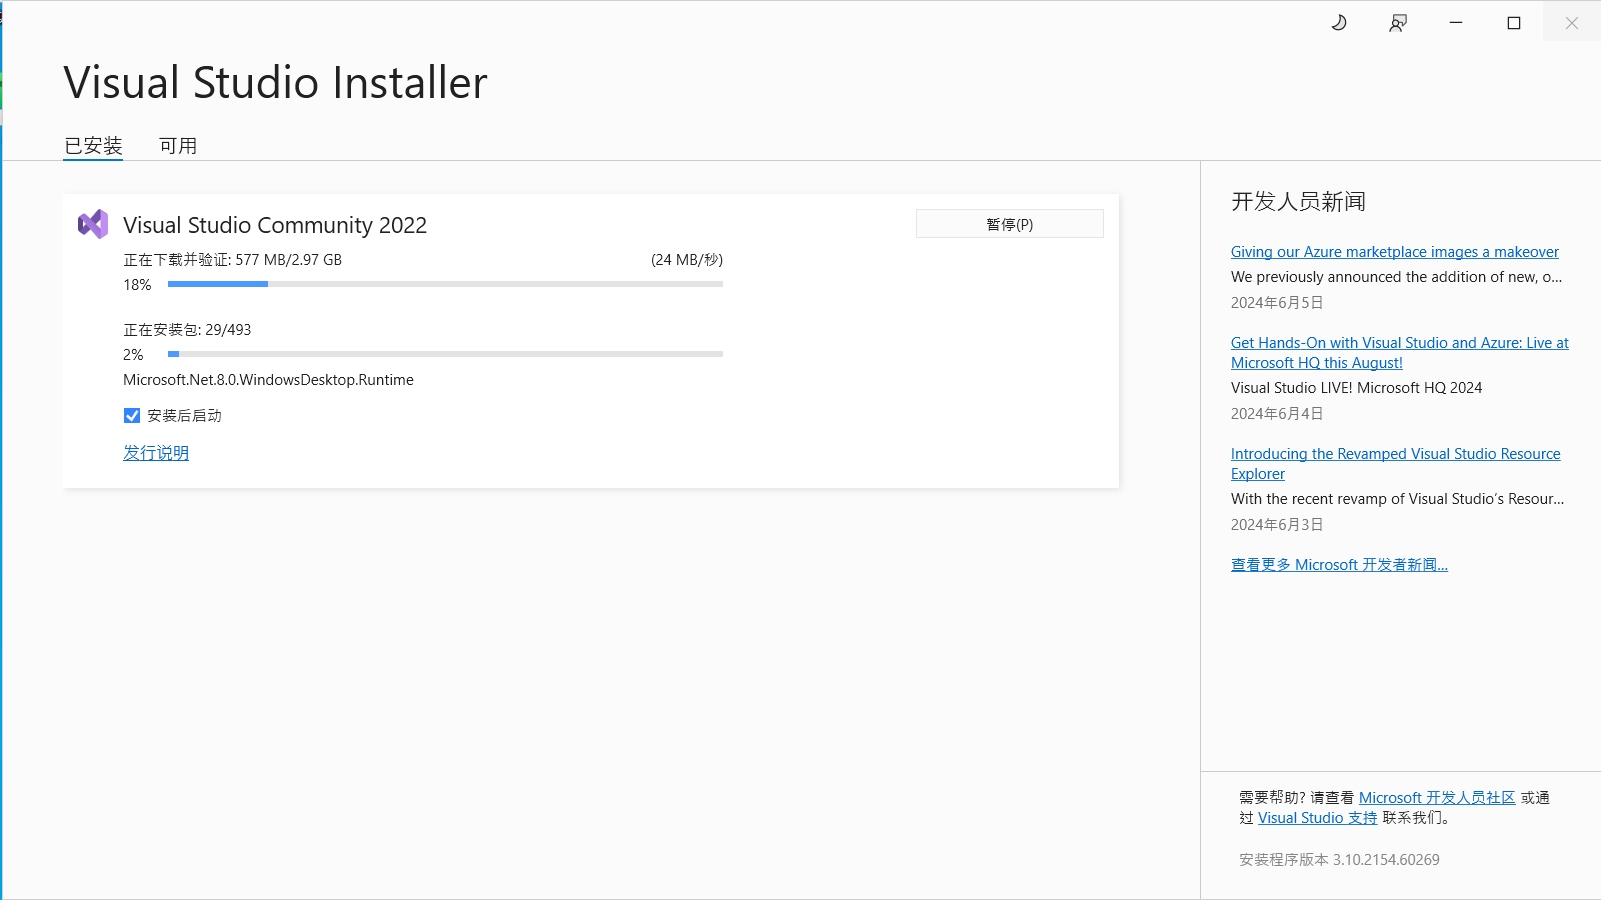 Visual Studio Installer
已安装
可用
Visual Studio Community 2022
暂停(P)
正在下载并验证: 577 MB/2.97 GB
(24 MB/秒)
18%
正在安装包: 29/493
2%
Microsoft.Net.8.0.WindowsDesktop.Runtime
安装后启动
发行说明
开发人员新闻
Giving our Azure marketplace images a makeover
We previously announced the addition of new, o...
2024年6月5日
Get Hands-On with Visual Studio and Azure: Live at
Microsoft HQ this August!
Visual Studio LIVE! Microsoft HQ 2024
2024年6月4日
Introducing the Revamped Visual Studio Resource
Explorer
With the recent revamp of Visual Studio’s Resour...
2024年6月3日
查看更多 Microsoft 开发者新闻...
需要帮助? 请查看 Microsoft 开发人员社区 或通
过 Visual Studio 支持 联系我们。
安装程序版本 3.10.2154.60269